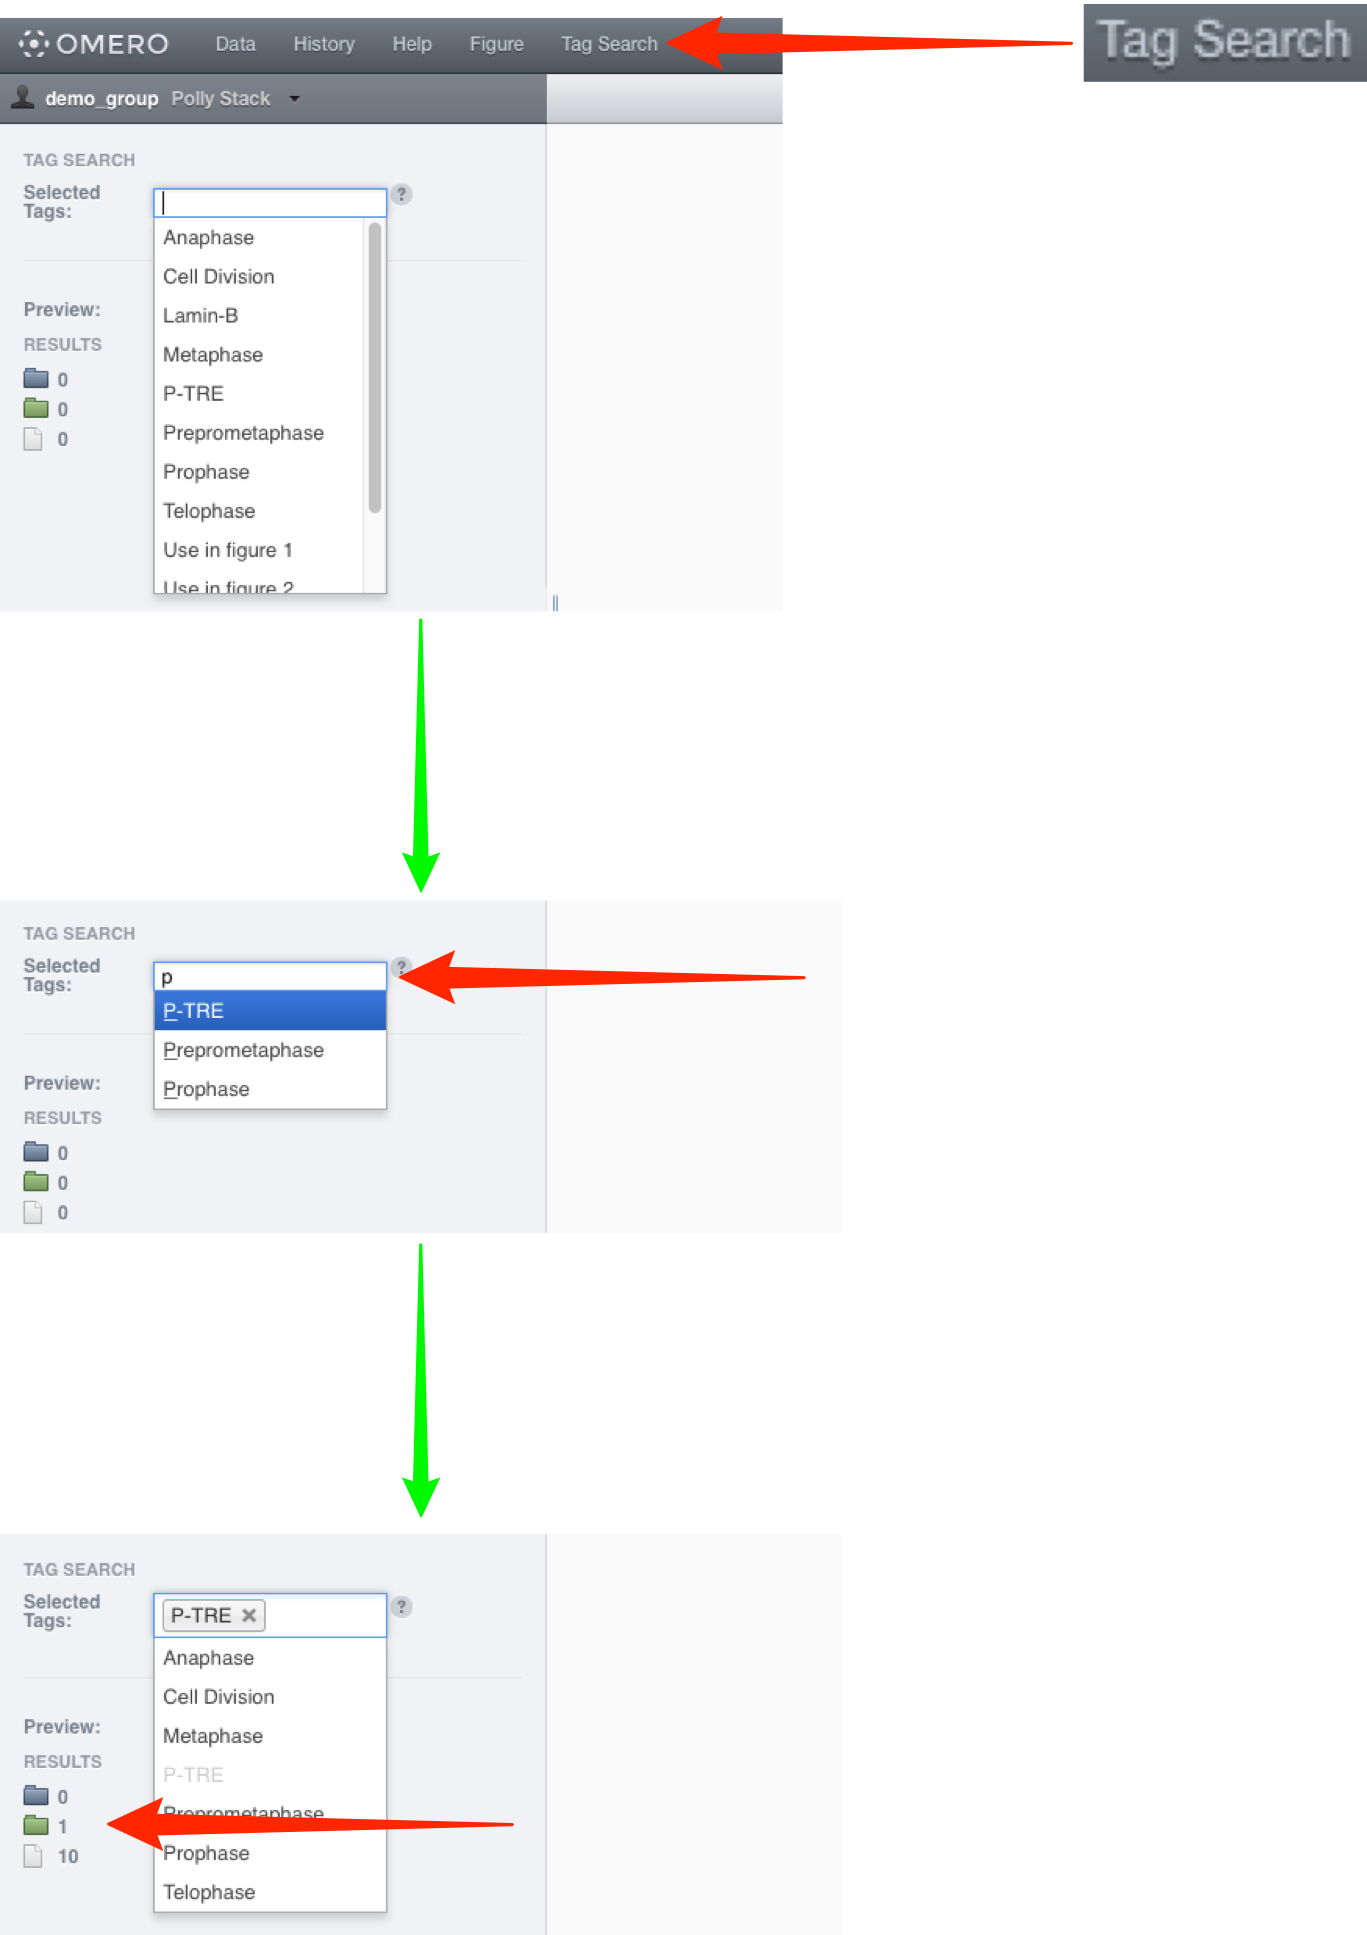 OMERO Data History Help Figure Tag Search
Tag Search
demo_group Polly Stack
TAG SEARCH
Selected
Tags:
?
Anaphase
Cell Division
Lamin-B
Metaphase
P-TRE
Preprometaphase
Prophase
Telophase
Use in figure 1
Use in figure 2
Preview:
RESULTS
0
0
0
TAG SEARCH
Selected
Tags:
p
?
P-TRE
Preprometaphase
Prophase
Preview:
RESULTS
0
0
0
TAG SEARCH
Selected
Tags:
P-TRE
?
Anaphase
Cell Division
Metaphase
P-TRE
Preprometaphase
Prophase
Telophase
Preview:
RESULTS
0
1
10